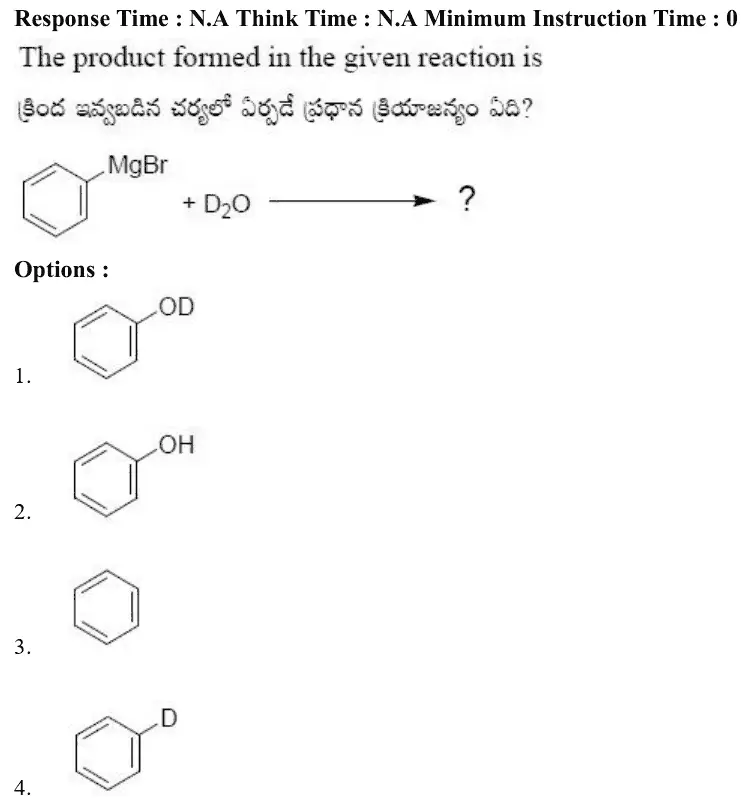 Response Time : N.A Think Time : N.A Minimum Instruction Time : 0
The product formed in the given reaction is
క్రింద ఇవ్వబడిన చర్యలో ఏర్పడే ప్రధాన క్రియాజన్యం ఏది?
MgBr
+ D₂O ?
Options :
OD
1.
OH
2.
3.
D
4.